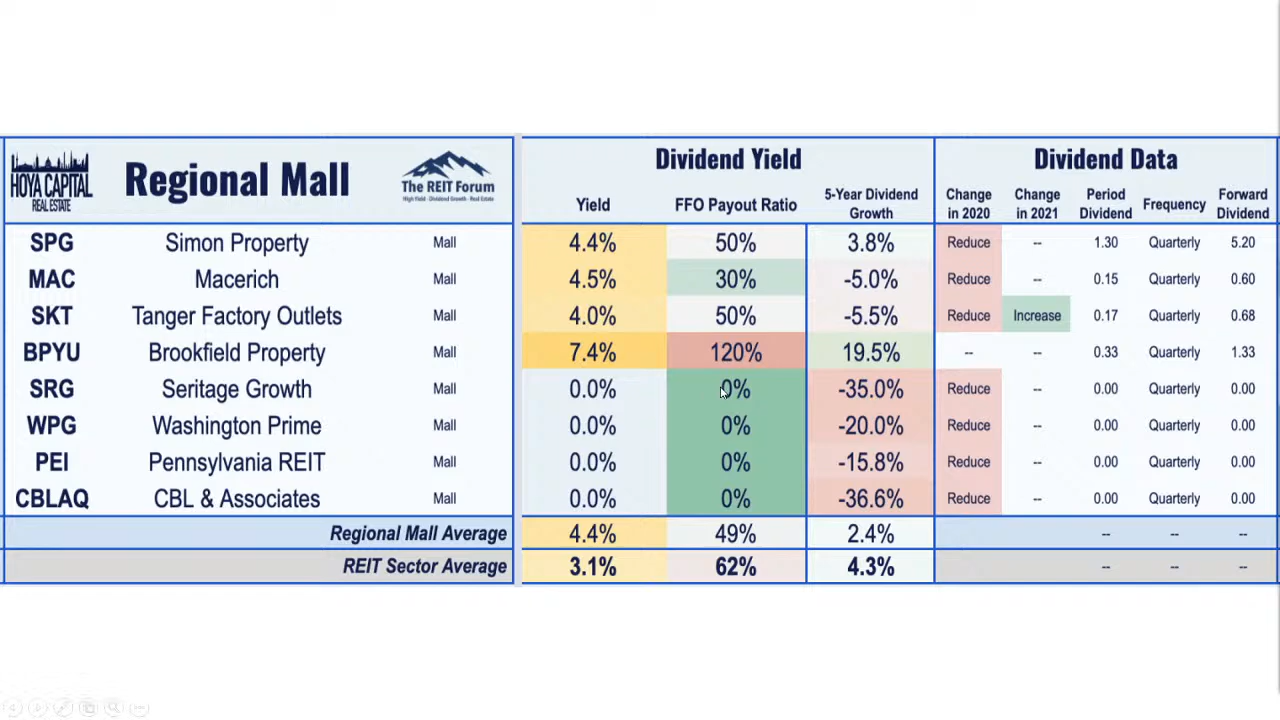 HOYA CAPITAL
REAL ESTATE
Regional Mall
The REIT Forum
High Yield · Dividend Growth · Real Estate
Dividend Yield
Dividend Data
Yield FFO Payout Ratio 5-Year Dividend Growth Change in 2020 Change in 2021 Period Dividend Frequency Forward Dividend
SPG Simon Property Mall 4.4% 50% 3.8% Reduce -- 1.30 Quarterly 5.20
MAC Macerich Mall 4.5% 30% -5.0% Reduce -- 0.15 Quarterly 0.60
SKT Tanger Factory Outlets Mall 4.0% 50% -5.5% Reduce Increase 0.17 Quarterly 0.68
BPYU Brookfield Property Mall 7.4% 120% 19.5% -- -- 0.33 Quarterly 1.33
SRG Seritage Growth Mall 0.0% 0% -35.0% Reduce -- 0.00 Quarterly 0.00
WPG Washington Prime Mall 0.0% 0% -20.0% Reduce -- 0.00 Quarterly 0.00
PEI Pennsylvania REIT Mall 0.0% 0% -15.8% Reduce -- 0.00 Quarterly 0.00
CBLAQ CBL & Associates Mall 0.0% 0% -36.6% Reduce -- 0.00 Quarterly 0.00
Regional Mall Average 4.4% 49% 2.4% -- -- --
REIT Sector Average 3.1% 62% 4.3% -- -- --